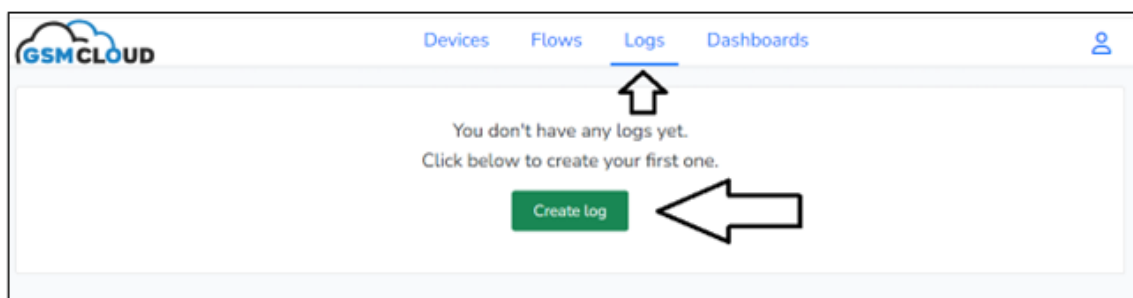 GSMCLOUD
Devices Flows Logs Dashboards
You don't have any logs yet.
Click below to create your first one.
Create log